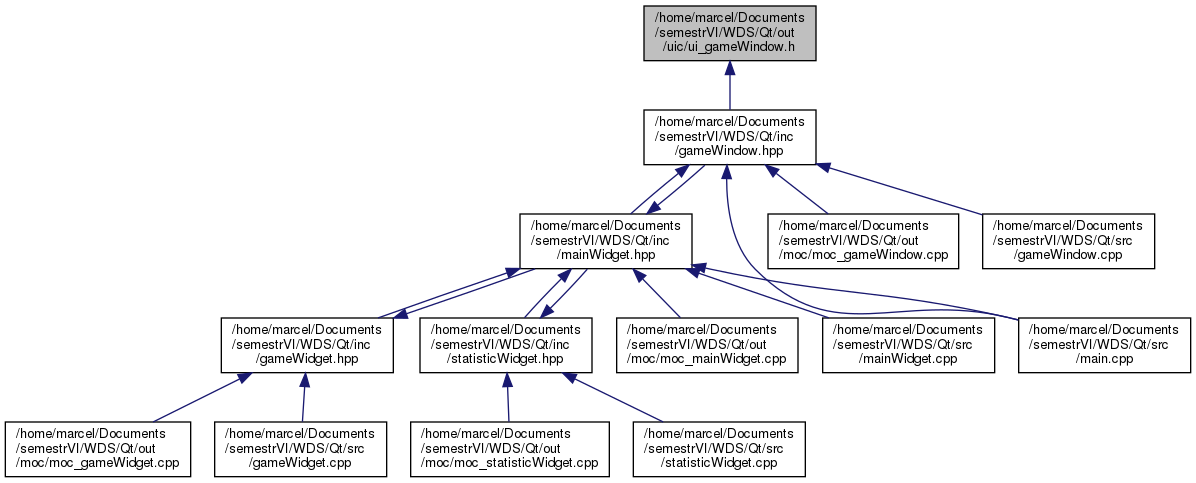 /home/marcel/Documents
/semestrVI/WDS/Qt/out
/uic/ui_gameWindow.h
/home/marcel/Documents
/semestrVI/WDS/Qt/inc
/gameWindow.hpp
/home/marcel/Documents
/semestrVI/WDS/Qt/inc
/mainWidget.hpp
/home/marcel/Documents
/semestrVI/WDS/Qt/out
/moc/moc_gameWindow.cpp
/home/marcel/Documents
/semestrVI/WDS/Qt/src
/gameWindow.cpp
/home/marcel/Documents
/semestrVI/WDS/Qt/inc
/gameWidget.hpp
/home/marcel/Documents
/semestrVI/WDS/Qt/inc
/statisticWidget.hpp
/home/marcel/Documents
/semestrVI/WDS/Qt/out
/moc/moc_mainWidget.cpp
/home/marcel/Documents
/semestrVI/WDS/Qt/src
/mainWidget.cpp
/home/marcel/Documents
/semestrVI/WDS/Qt/src
/main.cpp
/home/marcel/Documents
/semestrVI/WDS/Qt/out
/moc/moc_gameWidget.cpp
/home/marcel/Documents
/semestrVI/WDS/Qt/src
/gameWidget.cpp
/home/marcel/Documents
/semestrVI/WDS/Qt/out
/moc/moc_statisticWidget.cpp
/home/marcel/Documents
/semestrVI/WDS/Qt/src
/statisticWidget.cpp